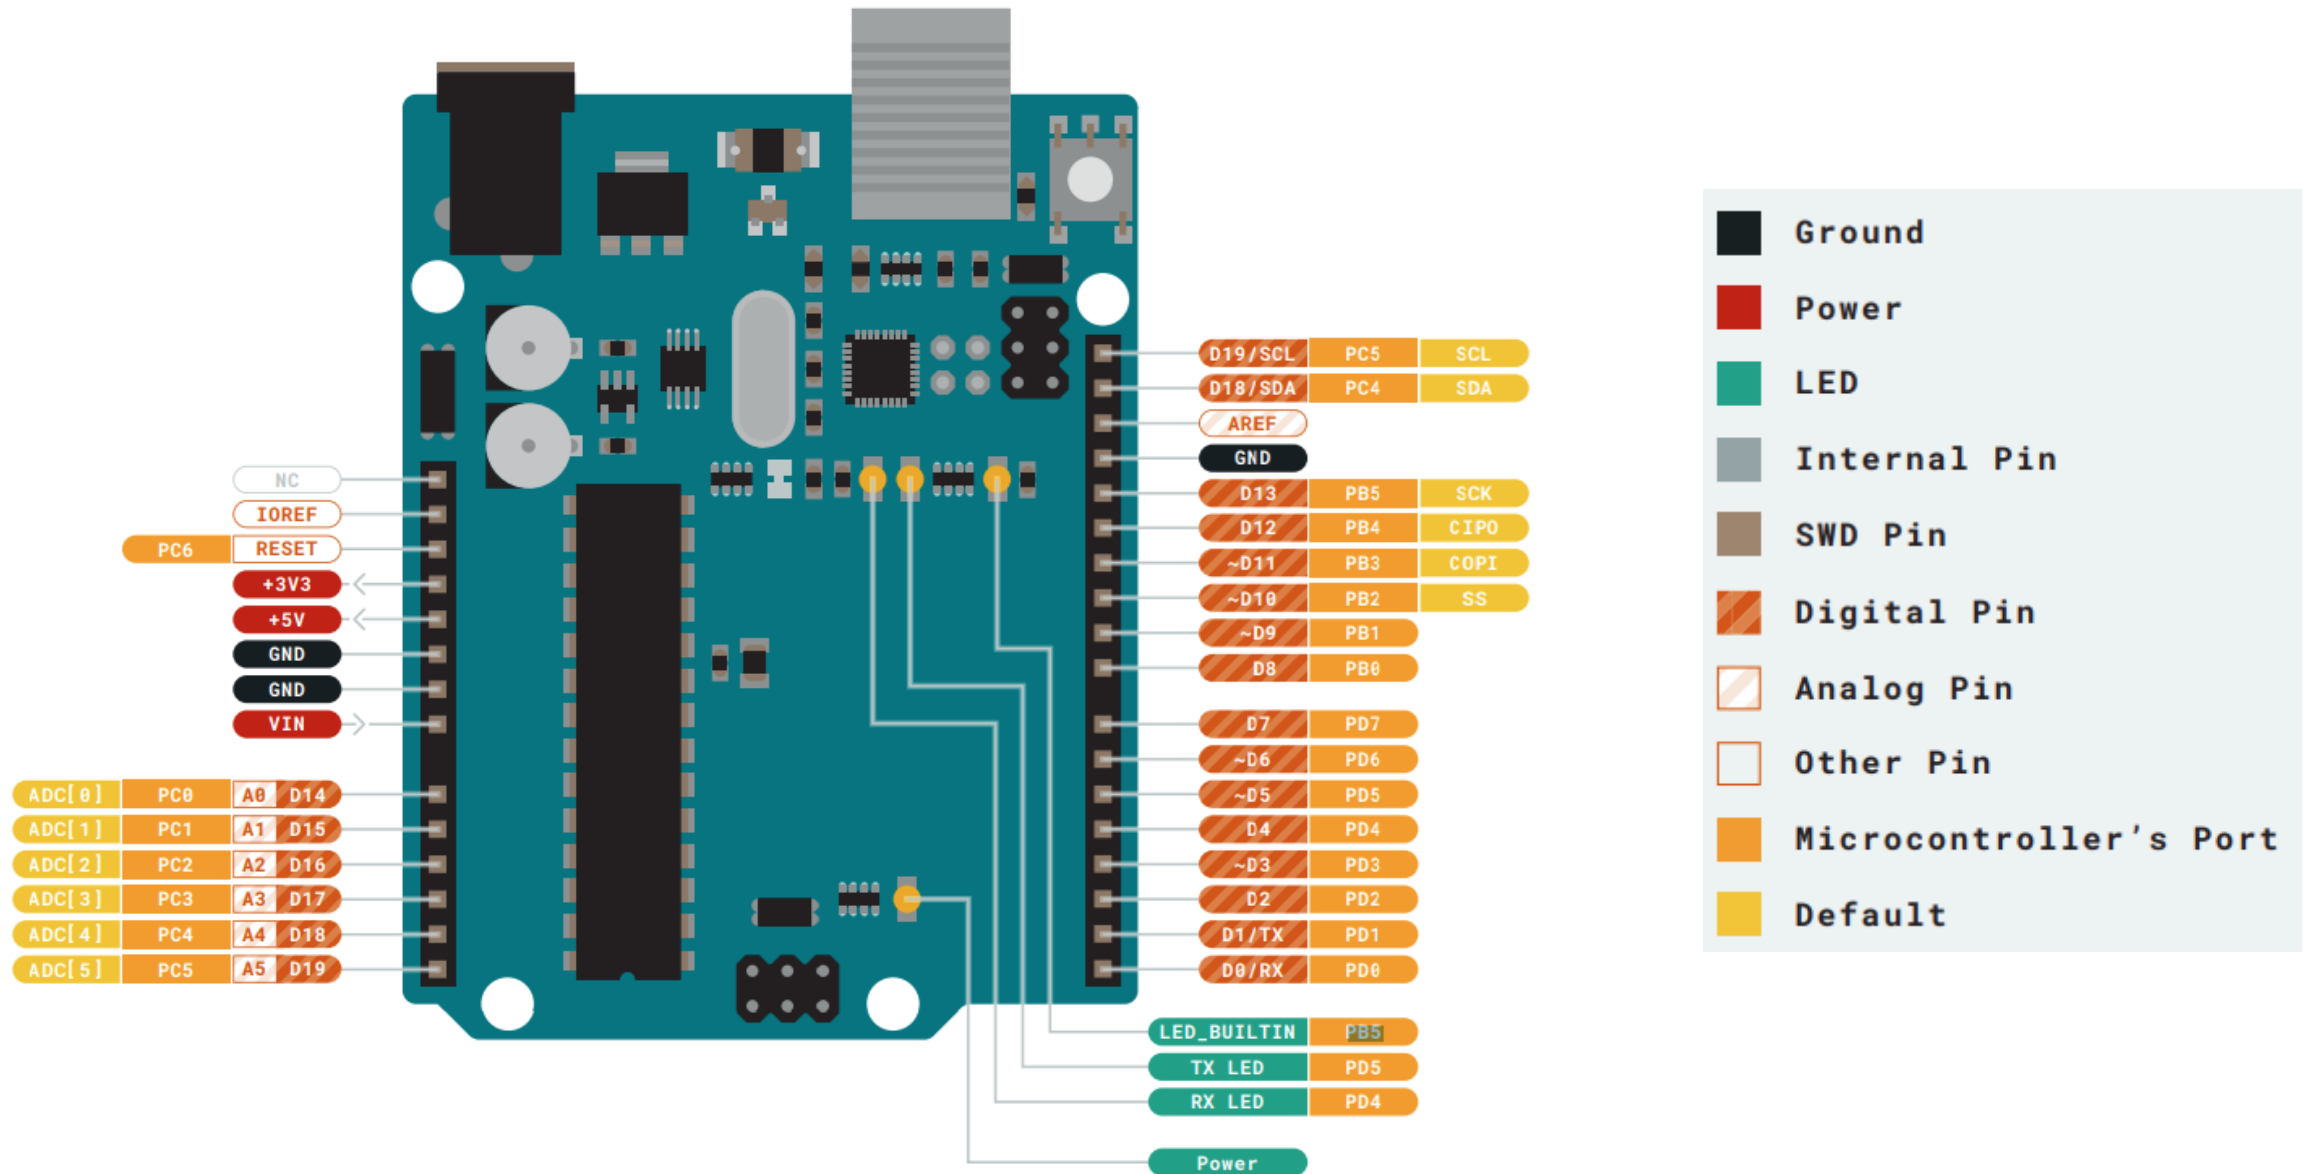 NC
IOREF
PC6 RESET
+3V3
+5V
GND
GND
VIN
ADC[0] PC0 A0 D14
ADC[1] PC1 A1 D15
ADC[2] PC2 A2 D16
ADC[3] PC3 A3 D17
ADC[4] PC4 A4 D18
ADC[5] PC5 A5 D19
D19/SCL PC5 SCL
D18/SDA PC4 SDA
AREF
GND
D13 PB5 SCK
D12 PB4 CIPO
~D11 PB3 COPI
~D10 PB2 SS
~D9 PB1
D8 PB0
D7 PD7
~D6 PD6
~D5 PD5
D4 PD4
~D3 PD3
D2 PD2
D1/TX PD1
D0/RX PD0
LED_BUILTIN PB5
TX LED PD5
RX LED PD4
Power
Ground
Power
LED
Internal Pin
SWD Pin
Digital Pin
Analog Pin
Other Pin
Microcontroller’s Port
Default